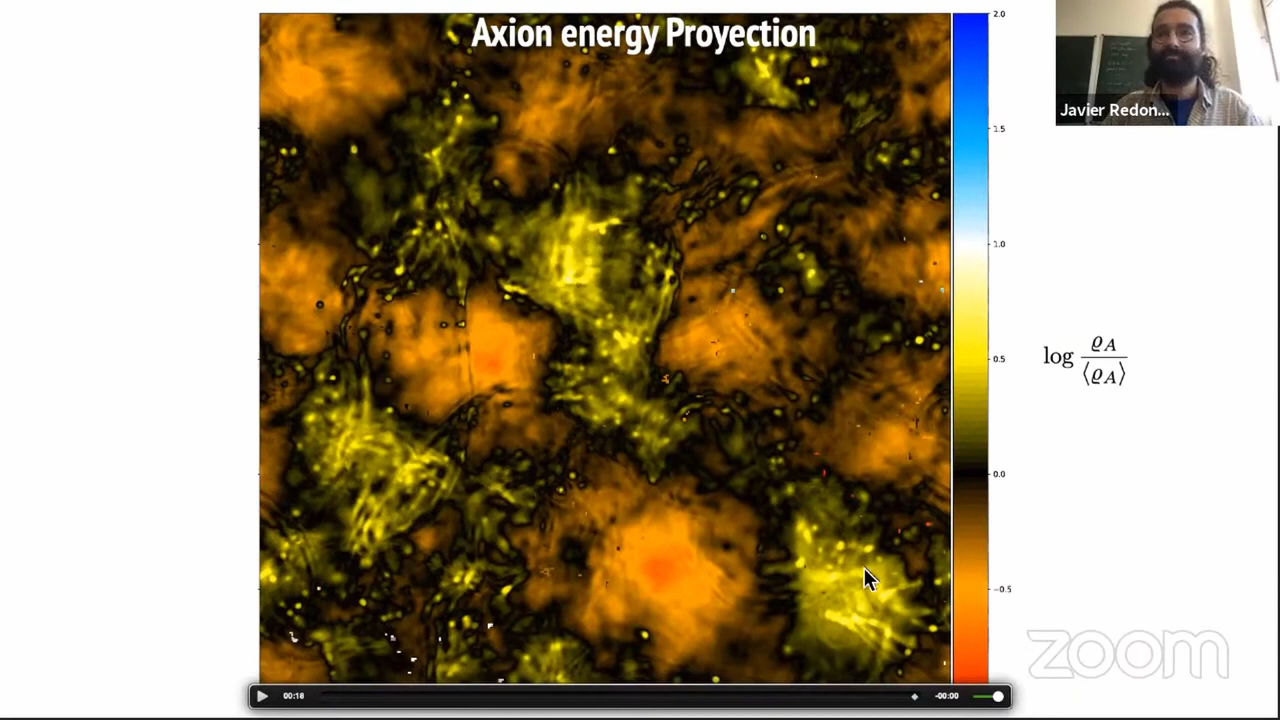 Axion energy Proyection
2.0
1.5
1.0
0.5
0.0
−0.5
log ϱA / ⟨ϱA⟩
Javier Redon...
00:18
-00:00
zoom